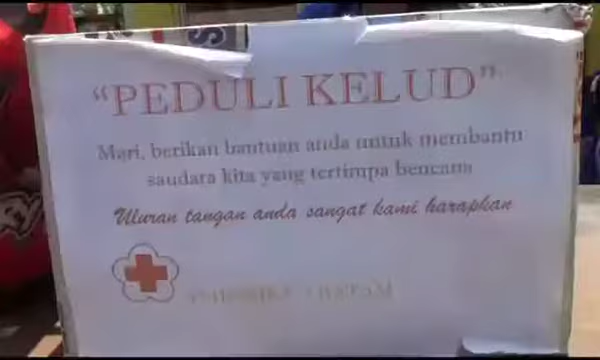 “PEDULI KELUD”
Mari, berikan bantuan anda untuk membantu
saudara kita yang tertimpa bencana
Uluran tangan anda sangat kami harapkan